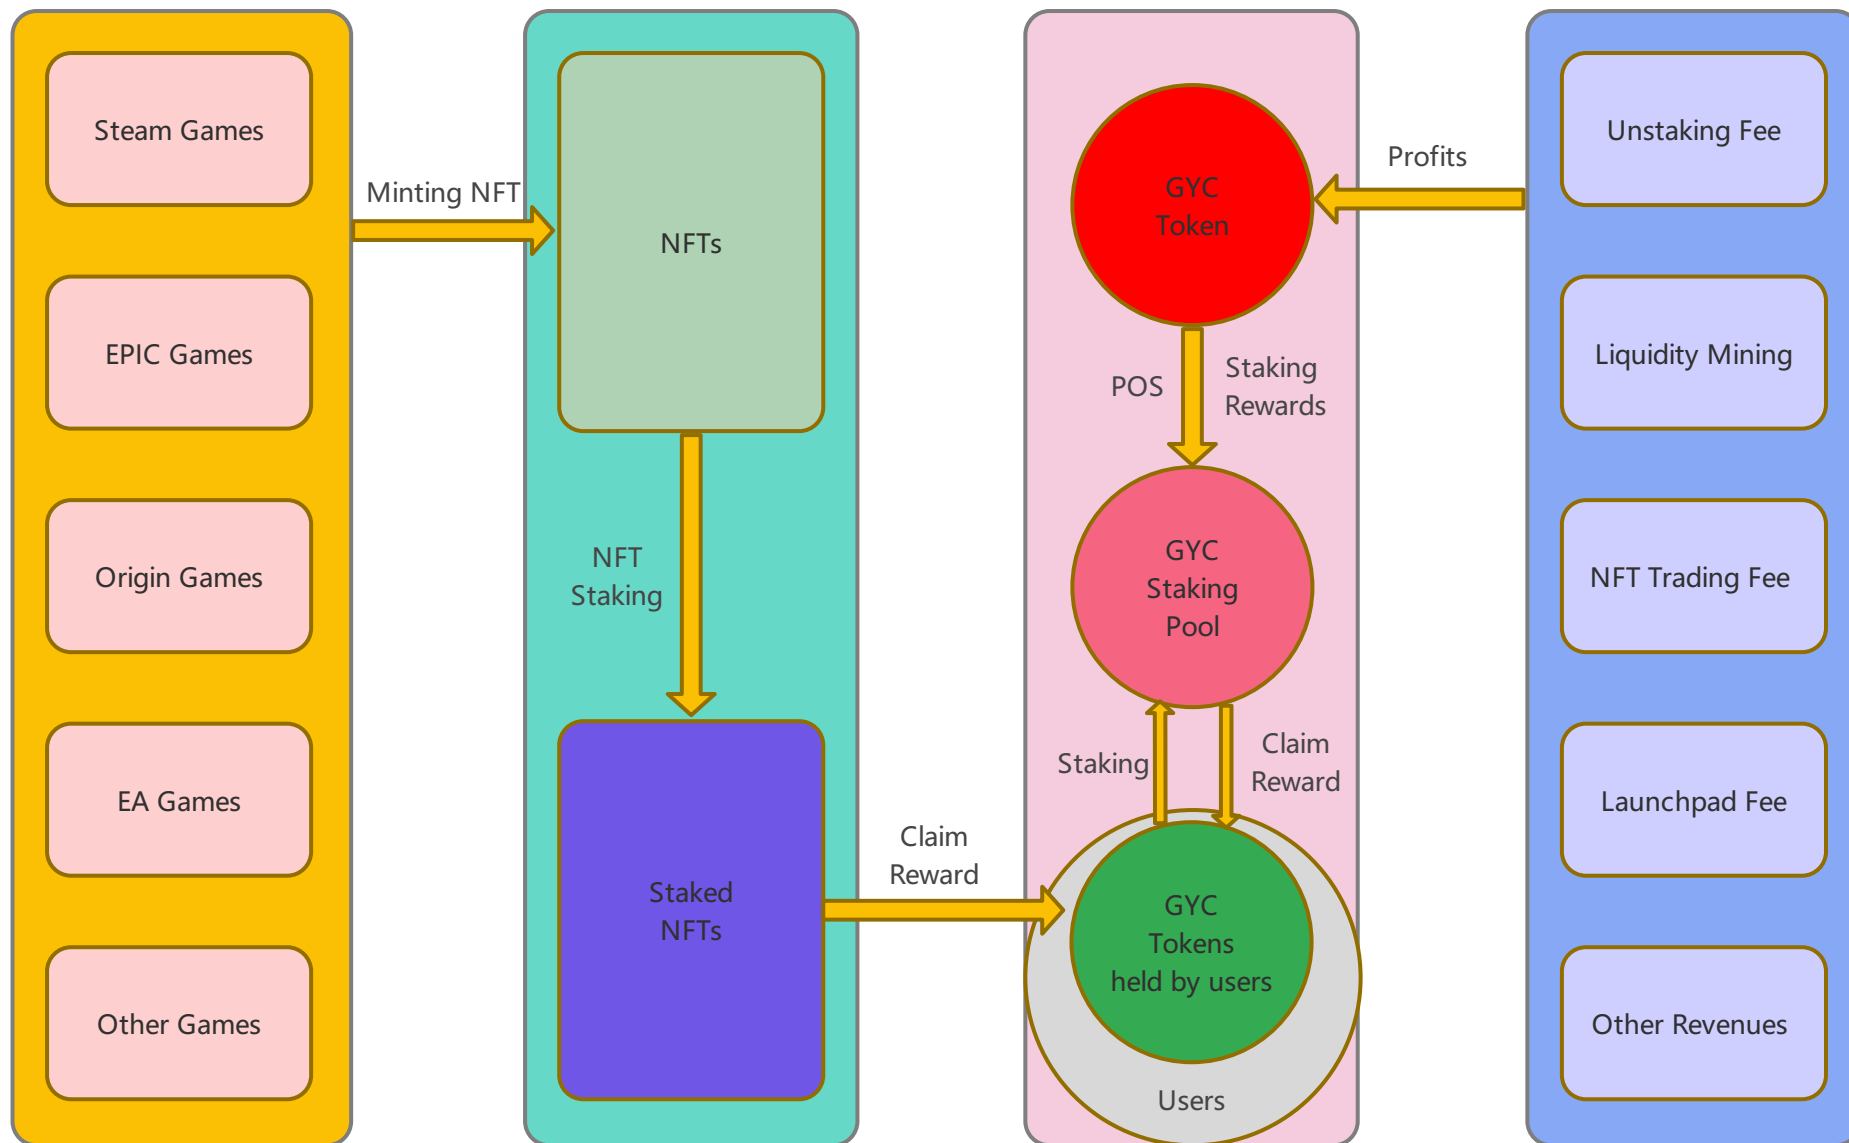 Steam Games
EPIC Games
Origin Games
EA Games
Other Games
Minting NFT
NFTs
NFT
Staking
Staked
NFTs
Claim
Reward
GYC
Token
POS
Staking
Rewards
GYC
Staking
Pool
Staking
Claim
Reward
GYC
Tokens
held by users
Users
Profits
Unstaking Fee
Liquidity Mining
NFT Trading Fee
Launchpad Fee
Other Revenues